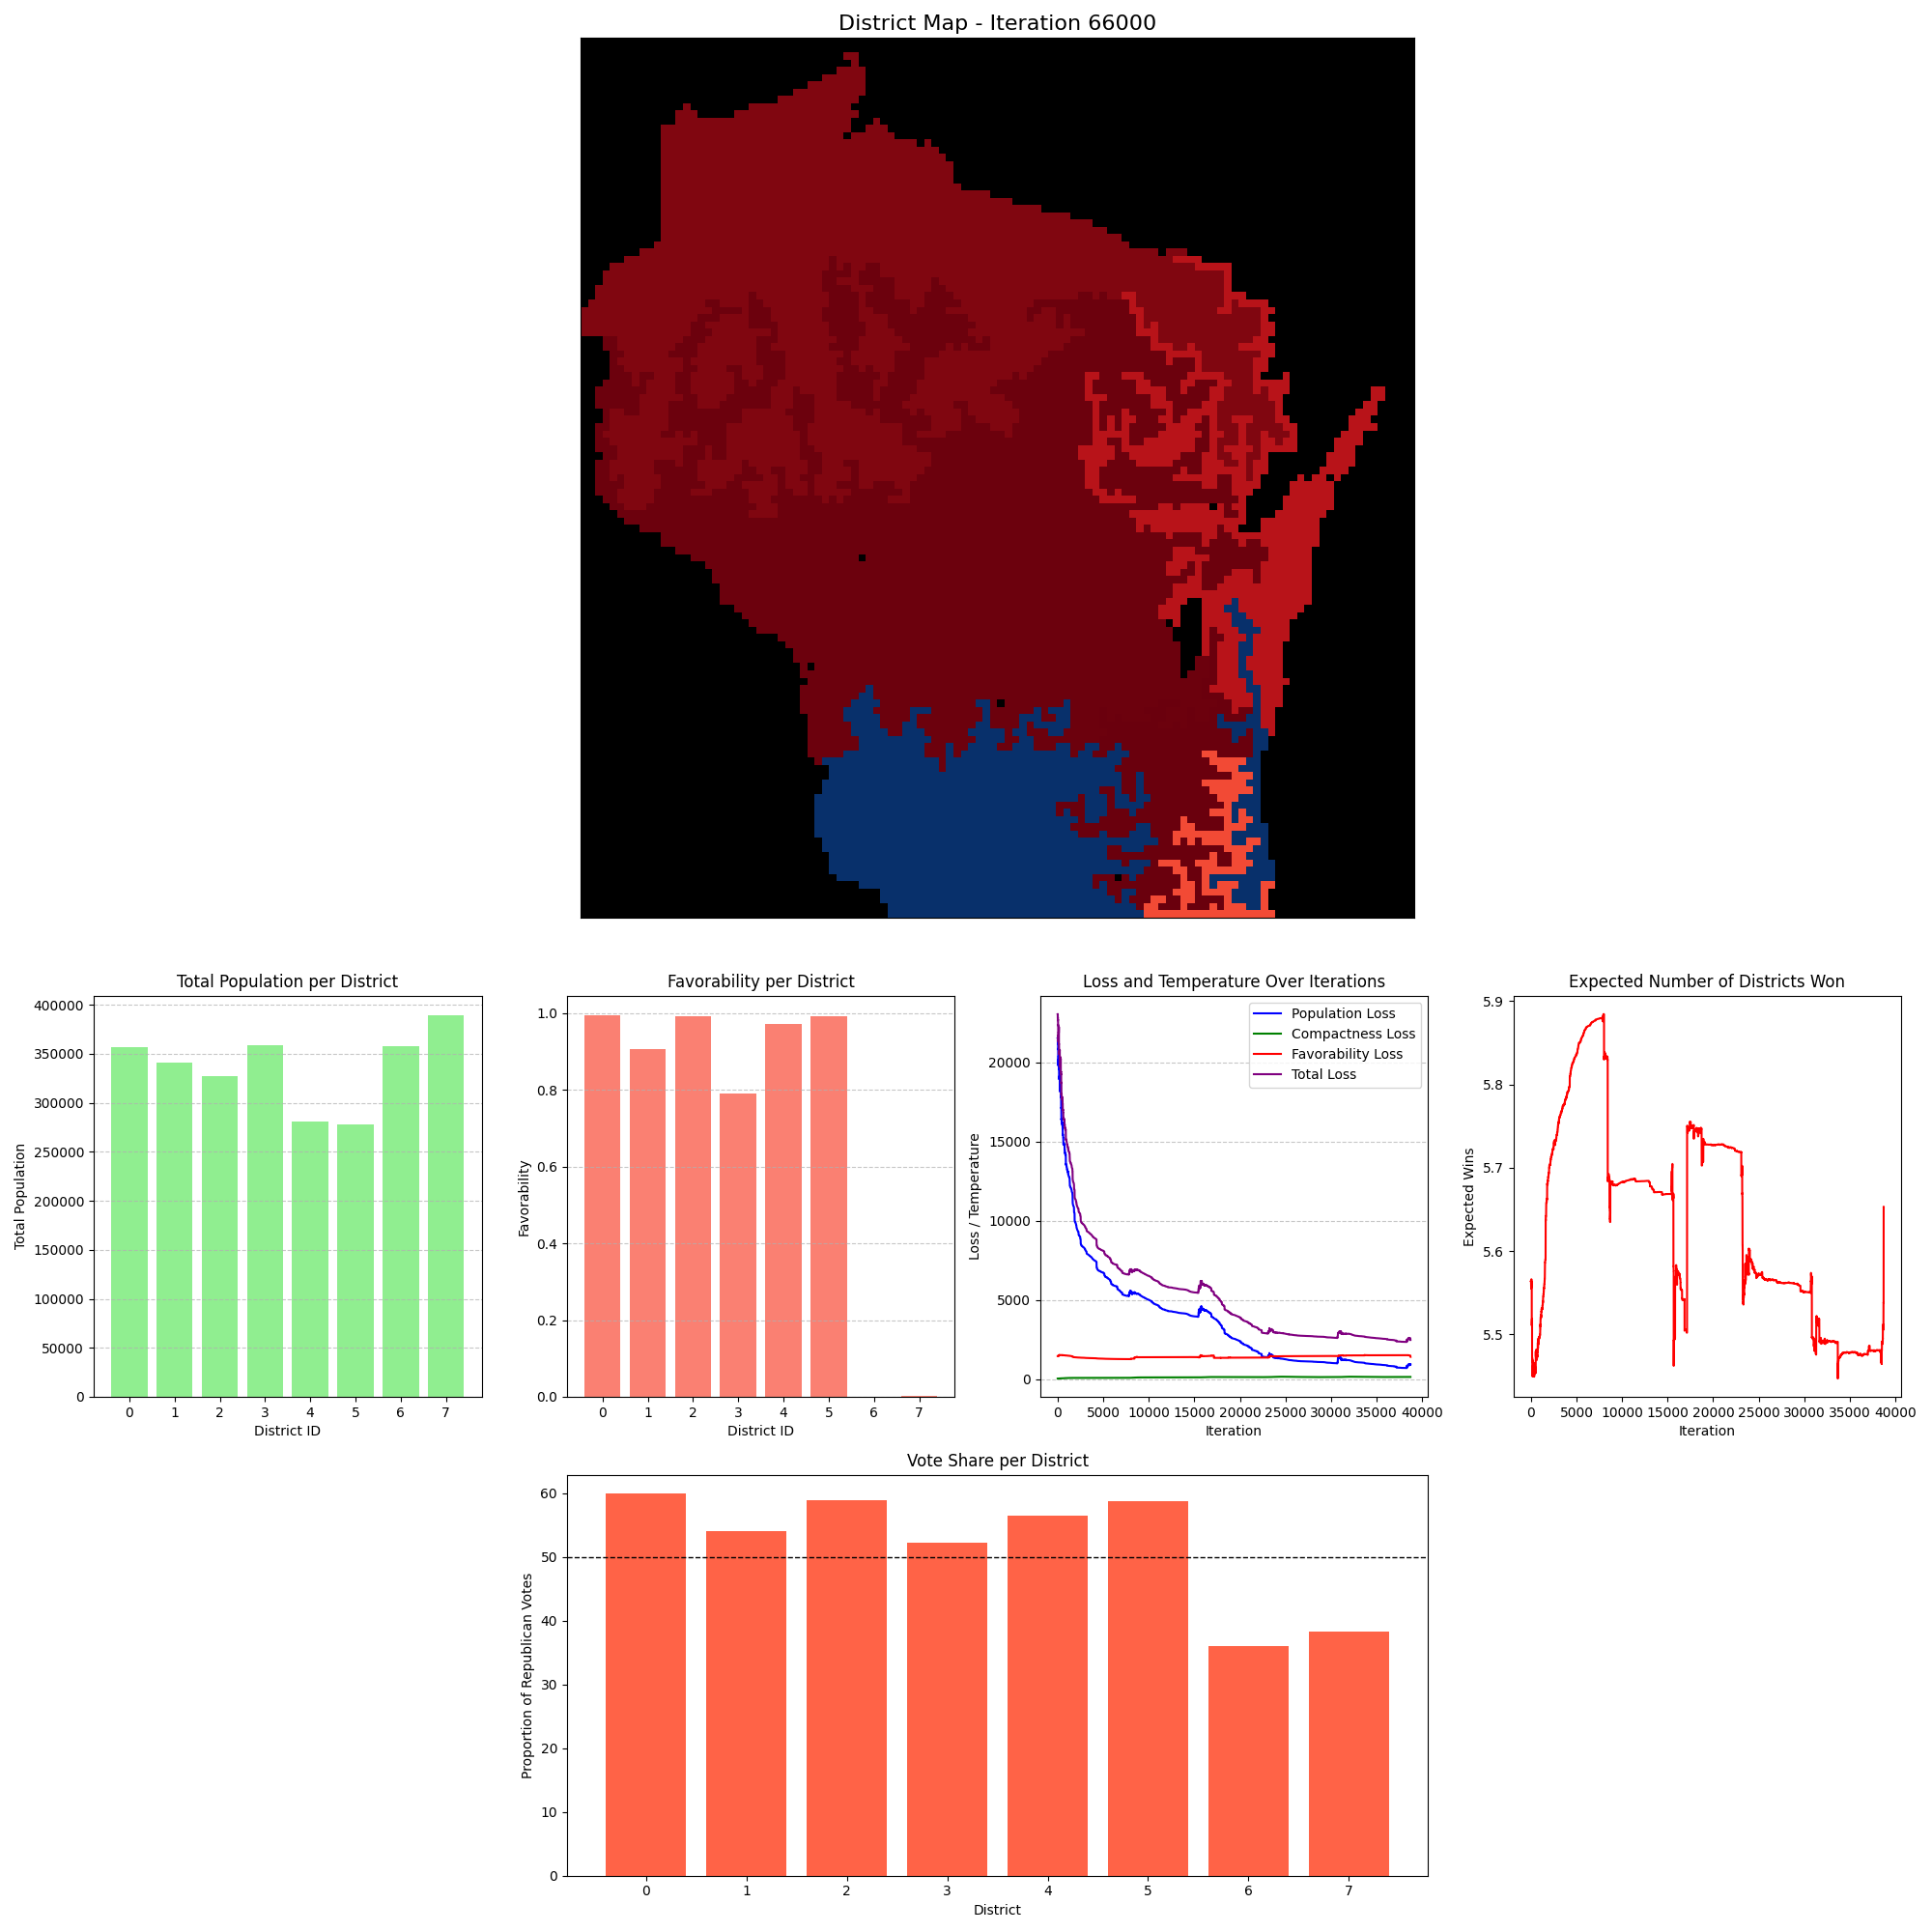 District Map - Iteration 66000
Total Population per District
400000
350000
300000
250000
200000
150000
100000
50000
0
Total Population
0 1 2 3 4 5 6 7
District ID
Favorability per District
1.0
0.8
0.6
0.4
0.2
0.0
Favorability
0 1 2 3 4 5 6 7
District ID
Loss and Temperature Over Iterations
Population Loss
Compactness Loss
Favorability Loss
Total Loss
20000
15000
10000
5000
0
Loss / Temperature
0 5000 10000 15000 20000 25000 30000 35000 40000
Iteration
Expected Number of Districts Won
5.9
5.8
5.7
5.6
5.5
Expected Wins
0 5000 10000 15000 20000 25000 30000 35000 40000
Iteration
Vote Share per District
60
50
40
30
20
10
0
Proportion of Republican Votes
0 1 2 3 4 5 6 7
District